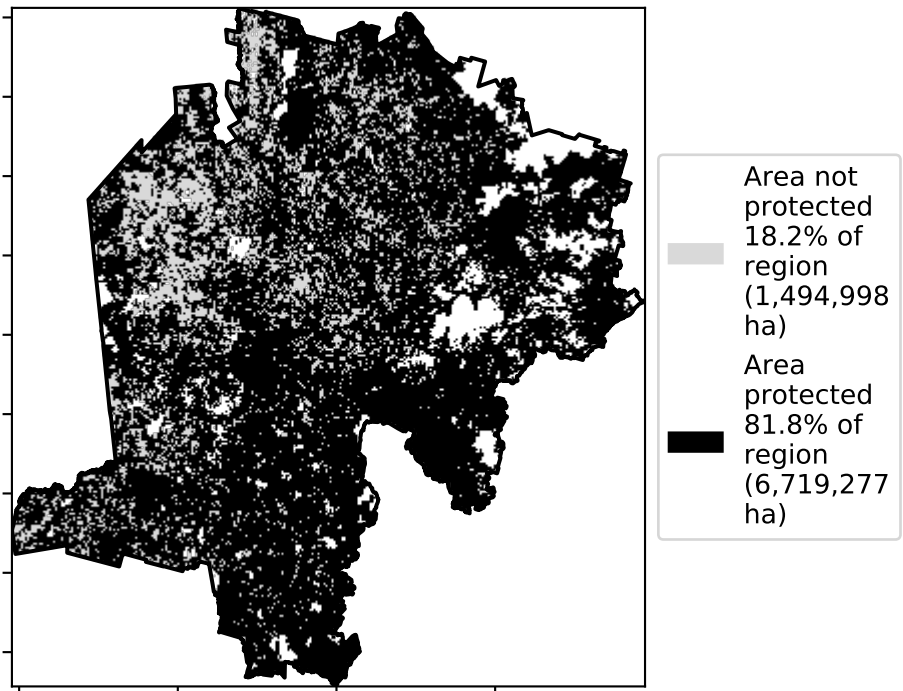 Area not
protected
18.2% of
region
(1,494,998
ha)
Area
protected
81.8% of
region
(6,719,277
ha)